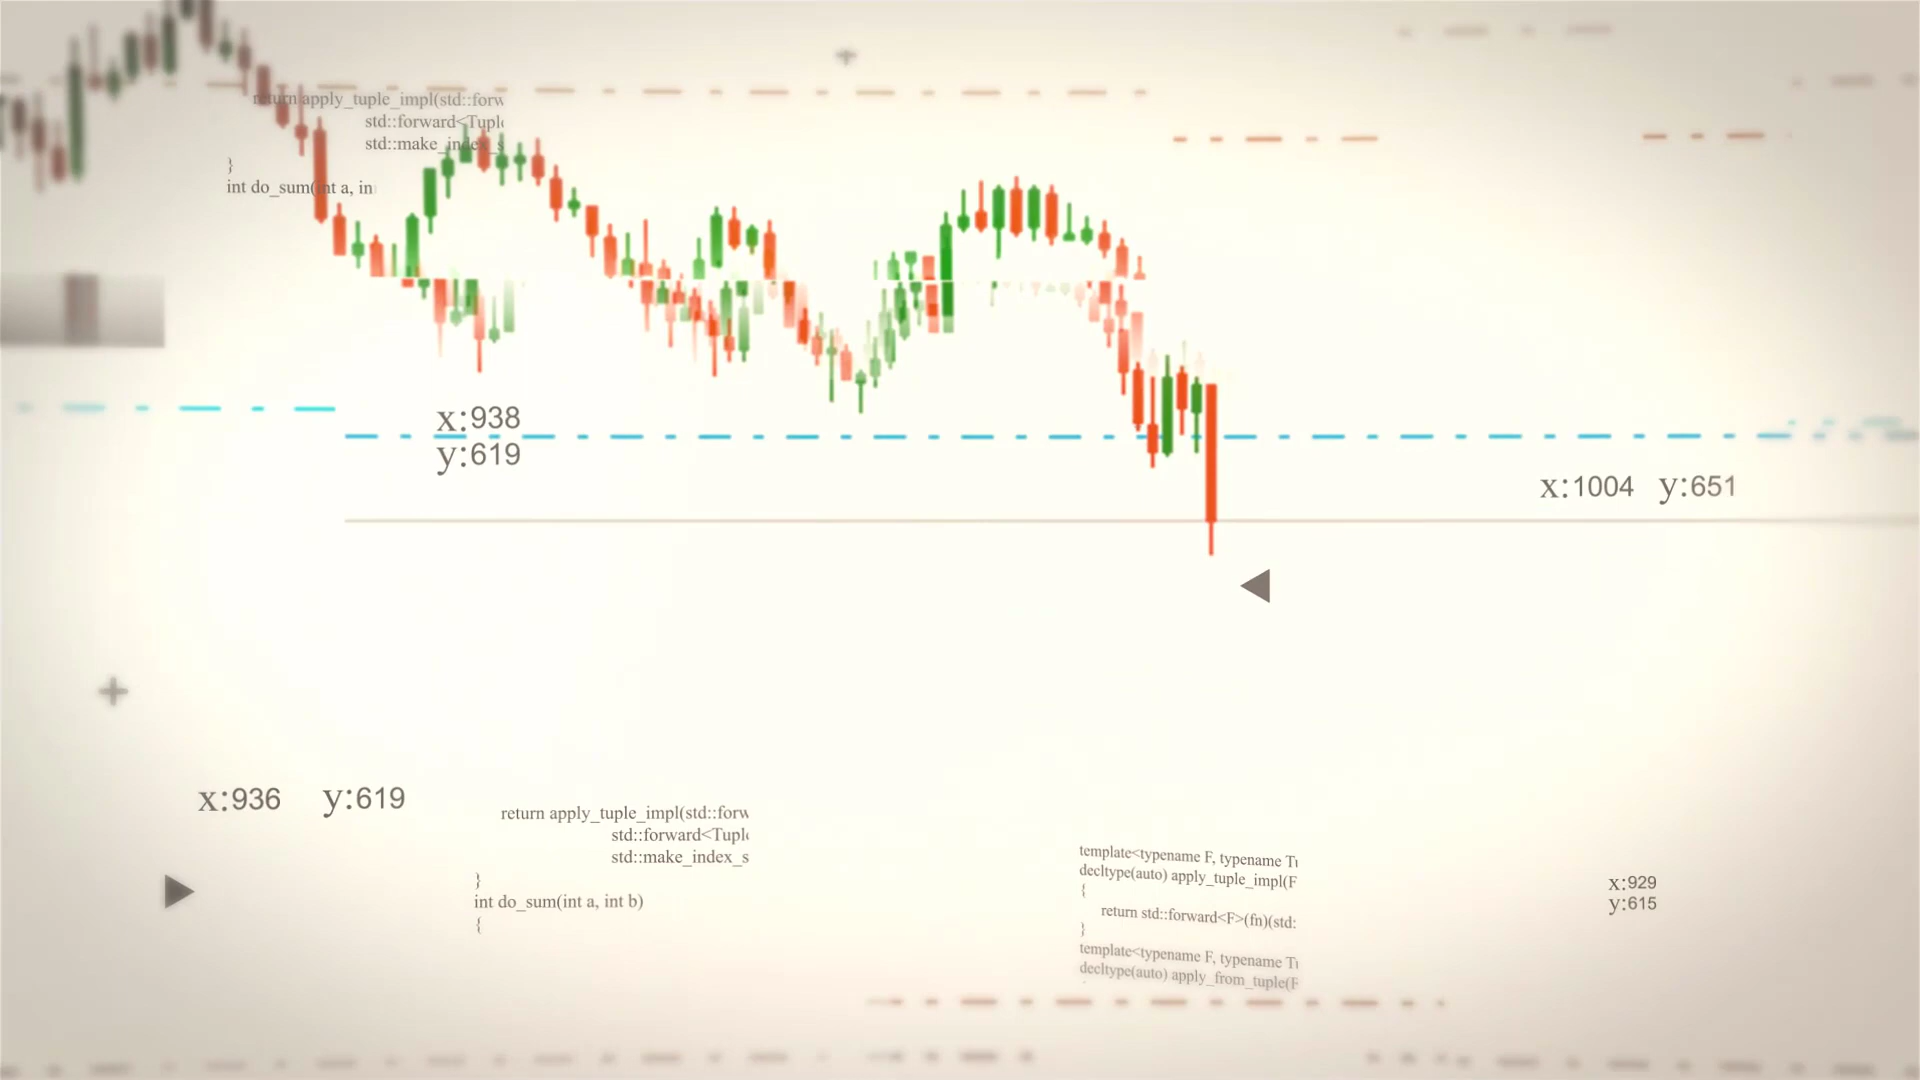 return apply_tuple_impl(std::forw
std::forward<Tupl
std::make_index_s
}
int do_sum(int a, in
x:938
y:619
x:1004 y:651
x:936 y:619
return apply_tuple_impl(std::forw
std::forward<Tupl
std::make_index_s
}
int do_sum(int a, int b)
{
template<typename F, typename T
decltype(auto) apply_tuple_impl(F
{
return std::forward<F>(fn)(std:
}
template<typename F, typename T
decltype(auto) apply_from_tuple(F
x:929
y:615